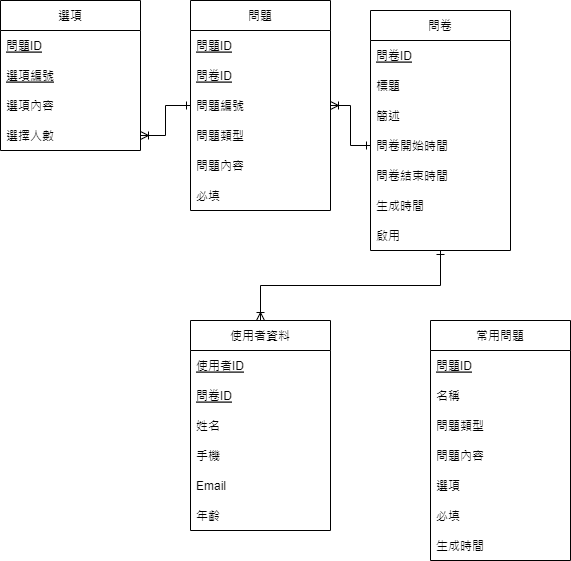 選項
問題ID
選項編號
選項內容
選擇人數
問題
問題ID
問卷ID
問題編號
問題類型
問題內容
必填
問卷
問卷ID
標題
簡述
問卷開始時間
問卷結束時間
生成時間
啟用
使用者資料
使用者ID
問卷ID
姓名
手機
Email
年齡
常用問題
問題ID
名稱
問題類型
問題內容
選項
必填
生成時間